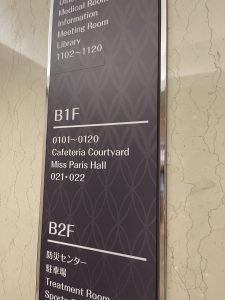 Medical Room
Information
Meeting Room
Library
1102~1120
B1F
0101~0120
Cafeteria Courtyard
Miss Paris Hall
021・022
B2F
防災センター
駐車場
Treatment Room
Sports